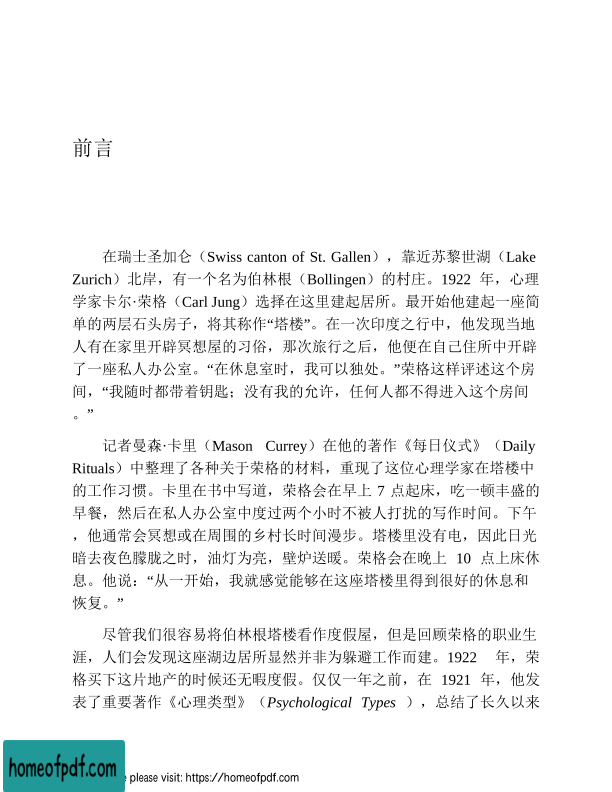 前言
在瑞士圣加仑（Swiss canton of St. Gallen），靠近苏黎世湖（Lake
Zurich）北岸，有一个名为伯林根（Bollingen）的村庄。1922 年，心理
学家卡尔·荣格（Carl Jung）选择在这里建起居所。最开始他建起一座简
单的两层石头房子，将其称作“塔楼”。在一次印度之行中，他发现当地
人有在家里开辟冥想屋的习俗，那次旅行之后，他便在自己住所中开辟
了一座私人办公室。“在休息室时，我可以独处。”荣格这样评述这个房
间，“我随时都带着钥匙；没有我的允许，任何人都不得进入这个房间
。”
记者曼森·卡里（Mason Currey）在他的著作《每日仪式》（Daily
Rituals）中整理了各种关于荣格的材料，重现了这位心理学家在塔楼中
的工作习惯。卡里在书中写道，荣格会在早上 7 点起床，吃一顿丰盛的
早餐，然后在私人办公室中度过两个小时不被人打扰的写作时间。下午
，他通常会冥想或在周围的乡村长时间漫步。塔楼里没有电，因此日光
暗去夜色朦胧之时，油灯为亮，壁炉送暖。荣格会在晚上 10 点上床休
息。他说：“从一开始，我就感觉能够在这座塔楼里得到很好的休息和
恢复。”
尽管我们很容易将伯林根塔楼看作度假屋，但是回顾荣格的职业生
涯，人们会发现这座湖边居所显然并非为躲避工作而建。1922 年，荣
格买下这片地产的时候还无暇度假。仅仅一年之前，在 1921 年，他发
表了重要著作《心理类型》（Psychological Types ），总结了长久以来
homeofpdf.com
please visit: https://homeofpdf.com